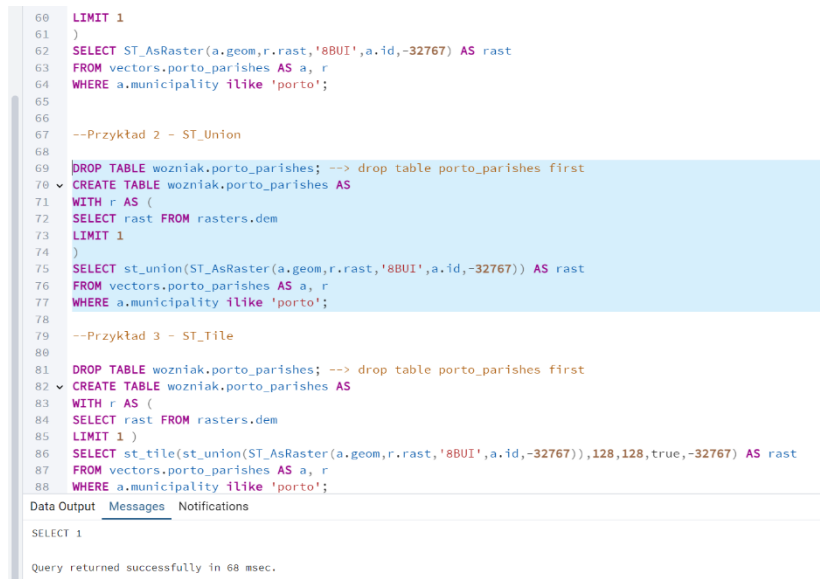 60 LIMIT 1
61 )
62 SELECT ST_AsRaster(a.geom,r.rast,'8BUI',a.id,-32767) AS rast
63 FROM vectors.porto_parishes AS a, r
64 WHERE a.municipality ilike 'porto';
65
66
67 --Przykład 2 - ST_Union
68
69 DROP TABLE wozniak.porto_parishes; --> drop table porto_parishes first
70 CREATE TABLE wozniak.porto_parishes AS
71 WITH r AS (
72 SELECT rast FROM rasters.dem
73 LIMIT 1
74 )
75 SELECT st_union(ST_AsRaster(a.geom,r.rast,'8BUI',a.id,-32767)) AS rast
76 FROM vectors.porto_parishes AS a, r
77 WHERE a.municipality ilike 'porto';
78
79 --Przykład 3 - ST_Tile
80
81 DROP TABLE wozniak.porto_parishes; --> drop table porto_parishes first
82 CREATE TABLE wozniak.porto_parishes AS
83 WITH r AS (
84 SELECT rast FROM rasters.dem
85 LIMIT 1 )
86 SELECT st_tile(st_union(ST_AsRaster(a.geom,r.rast,'8BUI',a.id,-32767)),128,128,true,-32767) AS rast
87 FROM vectors.porto_parishes AS a, r
88 WHERE a.municipality ilike 'porto';
Data Output Messages Notifications
SELECT 1
Query returned successfully in 68 msec.